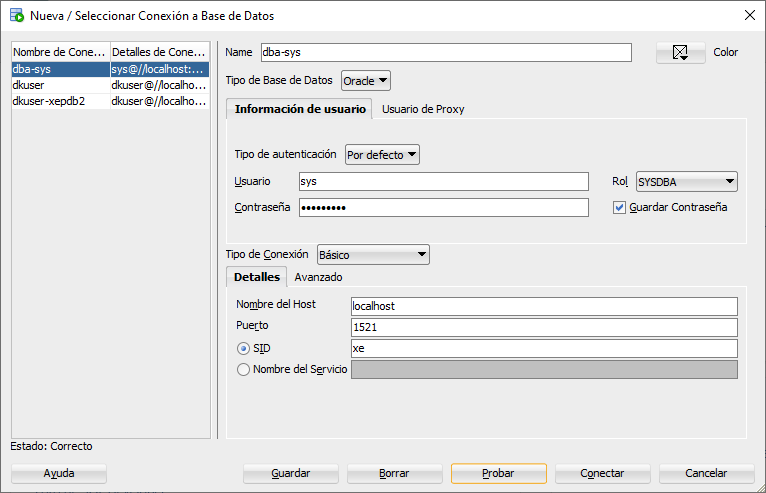 Nueva / Seleccionar Conexión a Base de Datos
Nombre de Cone... Detalles de Cone...
dba-sys sys@//localhost:...
dkuser dkuser@//localho...
dkuser-xepdb2 dkuser@//localho...
Name dba-sys Color
Tipo de Base de Datos Oracle
Información de usuario Usuario de Proxy
Tipo de autenticación Por defecto
Usuario sys Rol SYSDBA
Contraseña ••••••••• Guardar Contraseña
Tipo de Conexión Básico
Detalles Avanzado
Nombre del Host localhost
Puerto 1521
SID xe
Nombre del Servicio
Estado: Correcto
Ayuda Guardar Borrar Probar Conectar Cancelar